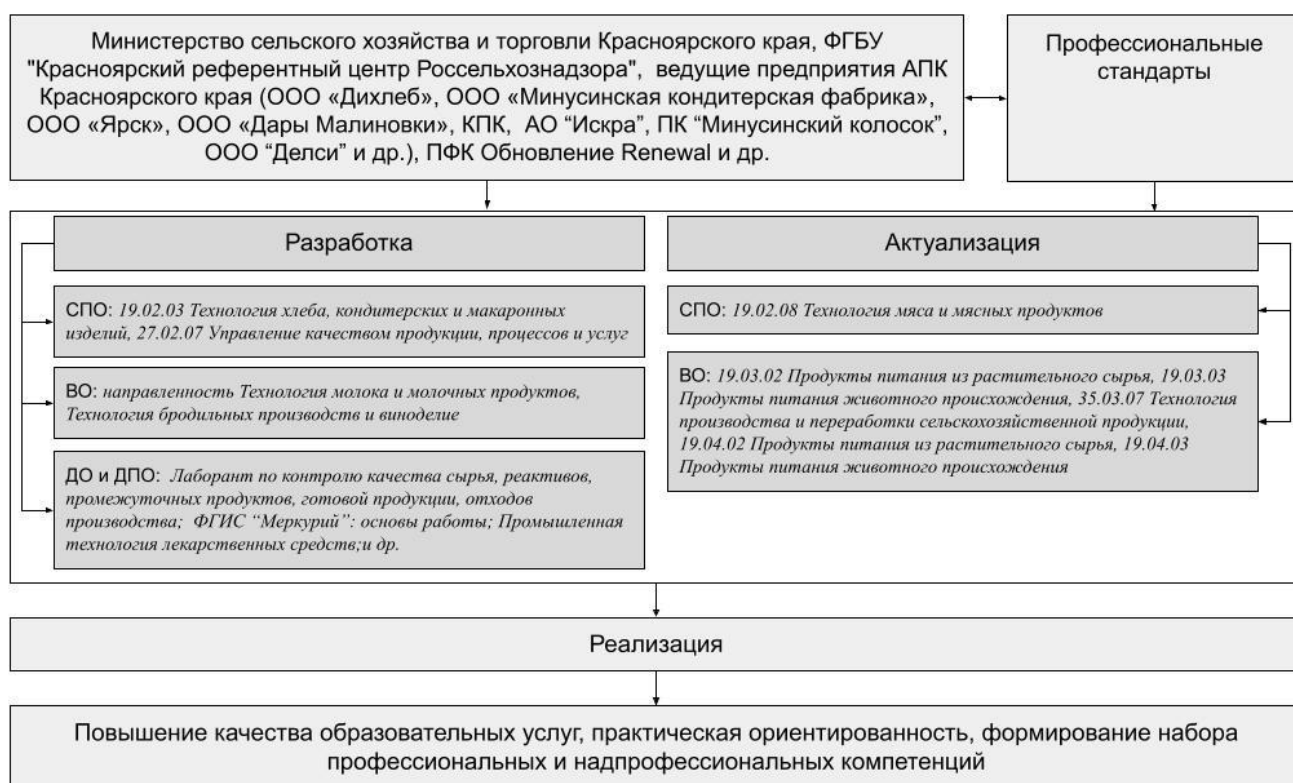 Министерство сельского хозяйства и торговли Красноярского края, ФГБУ
"Красноярский референтный центр Россельхознадзора", ведущие предприятия АПК
Красноярского края (ООО «Дихлеб», ООО «Минусинская кондитерская фабрика»,
ООО «Ярск», ООО «Дары Малиновки», КПК, АО “Искра”, ПК “Минусинский колосок”,
ООО “Делси” и др.), ПФК Обновление Renewal и др.
Профессиональные
стандарты
Разработка
СПО: 19.02.03 Технология хлеба, кондитерских и макаронных
изделий, 27.02.07 Управление качеством продукции, процессов и услуг
ВО: направленность Технология молока и молочных продуктов,
Технология бродильных производств и виноделие
ДО и ДПО: Лаборант по контролю качества сырья, реактивов,
промежуточных продуктов, готовой продукции, отходов
производства; ФГИС “Меркурий”: основы работы; Промышленная
технология лекарственных средств;и др.
Актуализация
СПО: 19.02.08 Технология мяса и мясных продуктов
ВО: 19.03.02 Продукты питания из растительного сырья, 19.03.03
Продукты питания животного происхождения, 35.03.07 Технология
производства и переработки сельскохозяйственной продукции,
19.04.02 Продукты питания из растительного сырья, 19.04.03
Продукты питания животного происхождения
Реализация
Повышение качества образовательных услуг, практическая ориентированность, формирование набора
профессиональных и надпрофессиональных компетенций